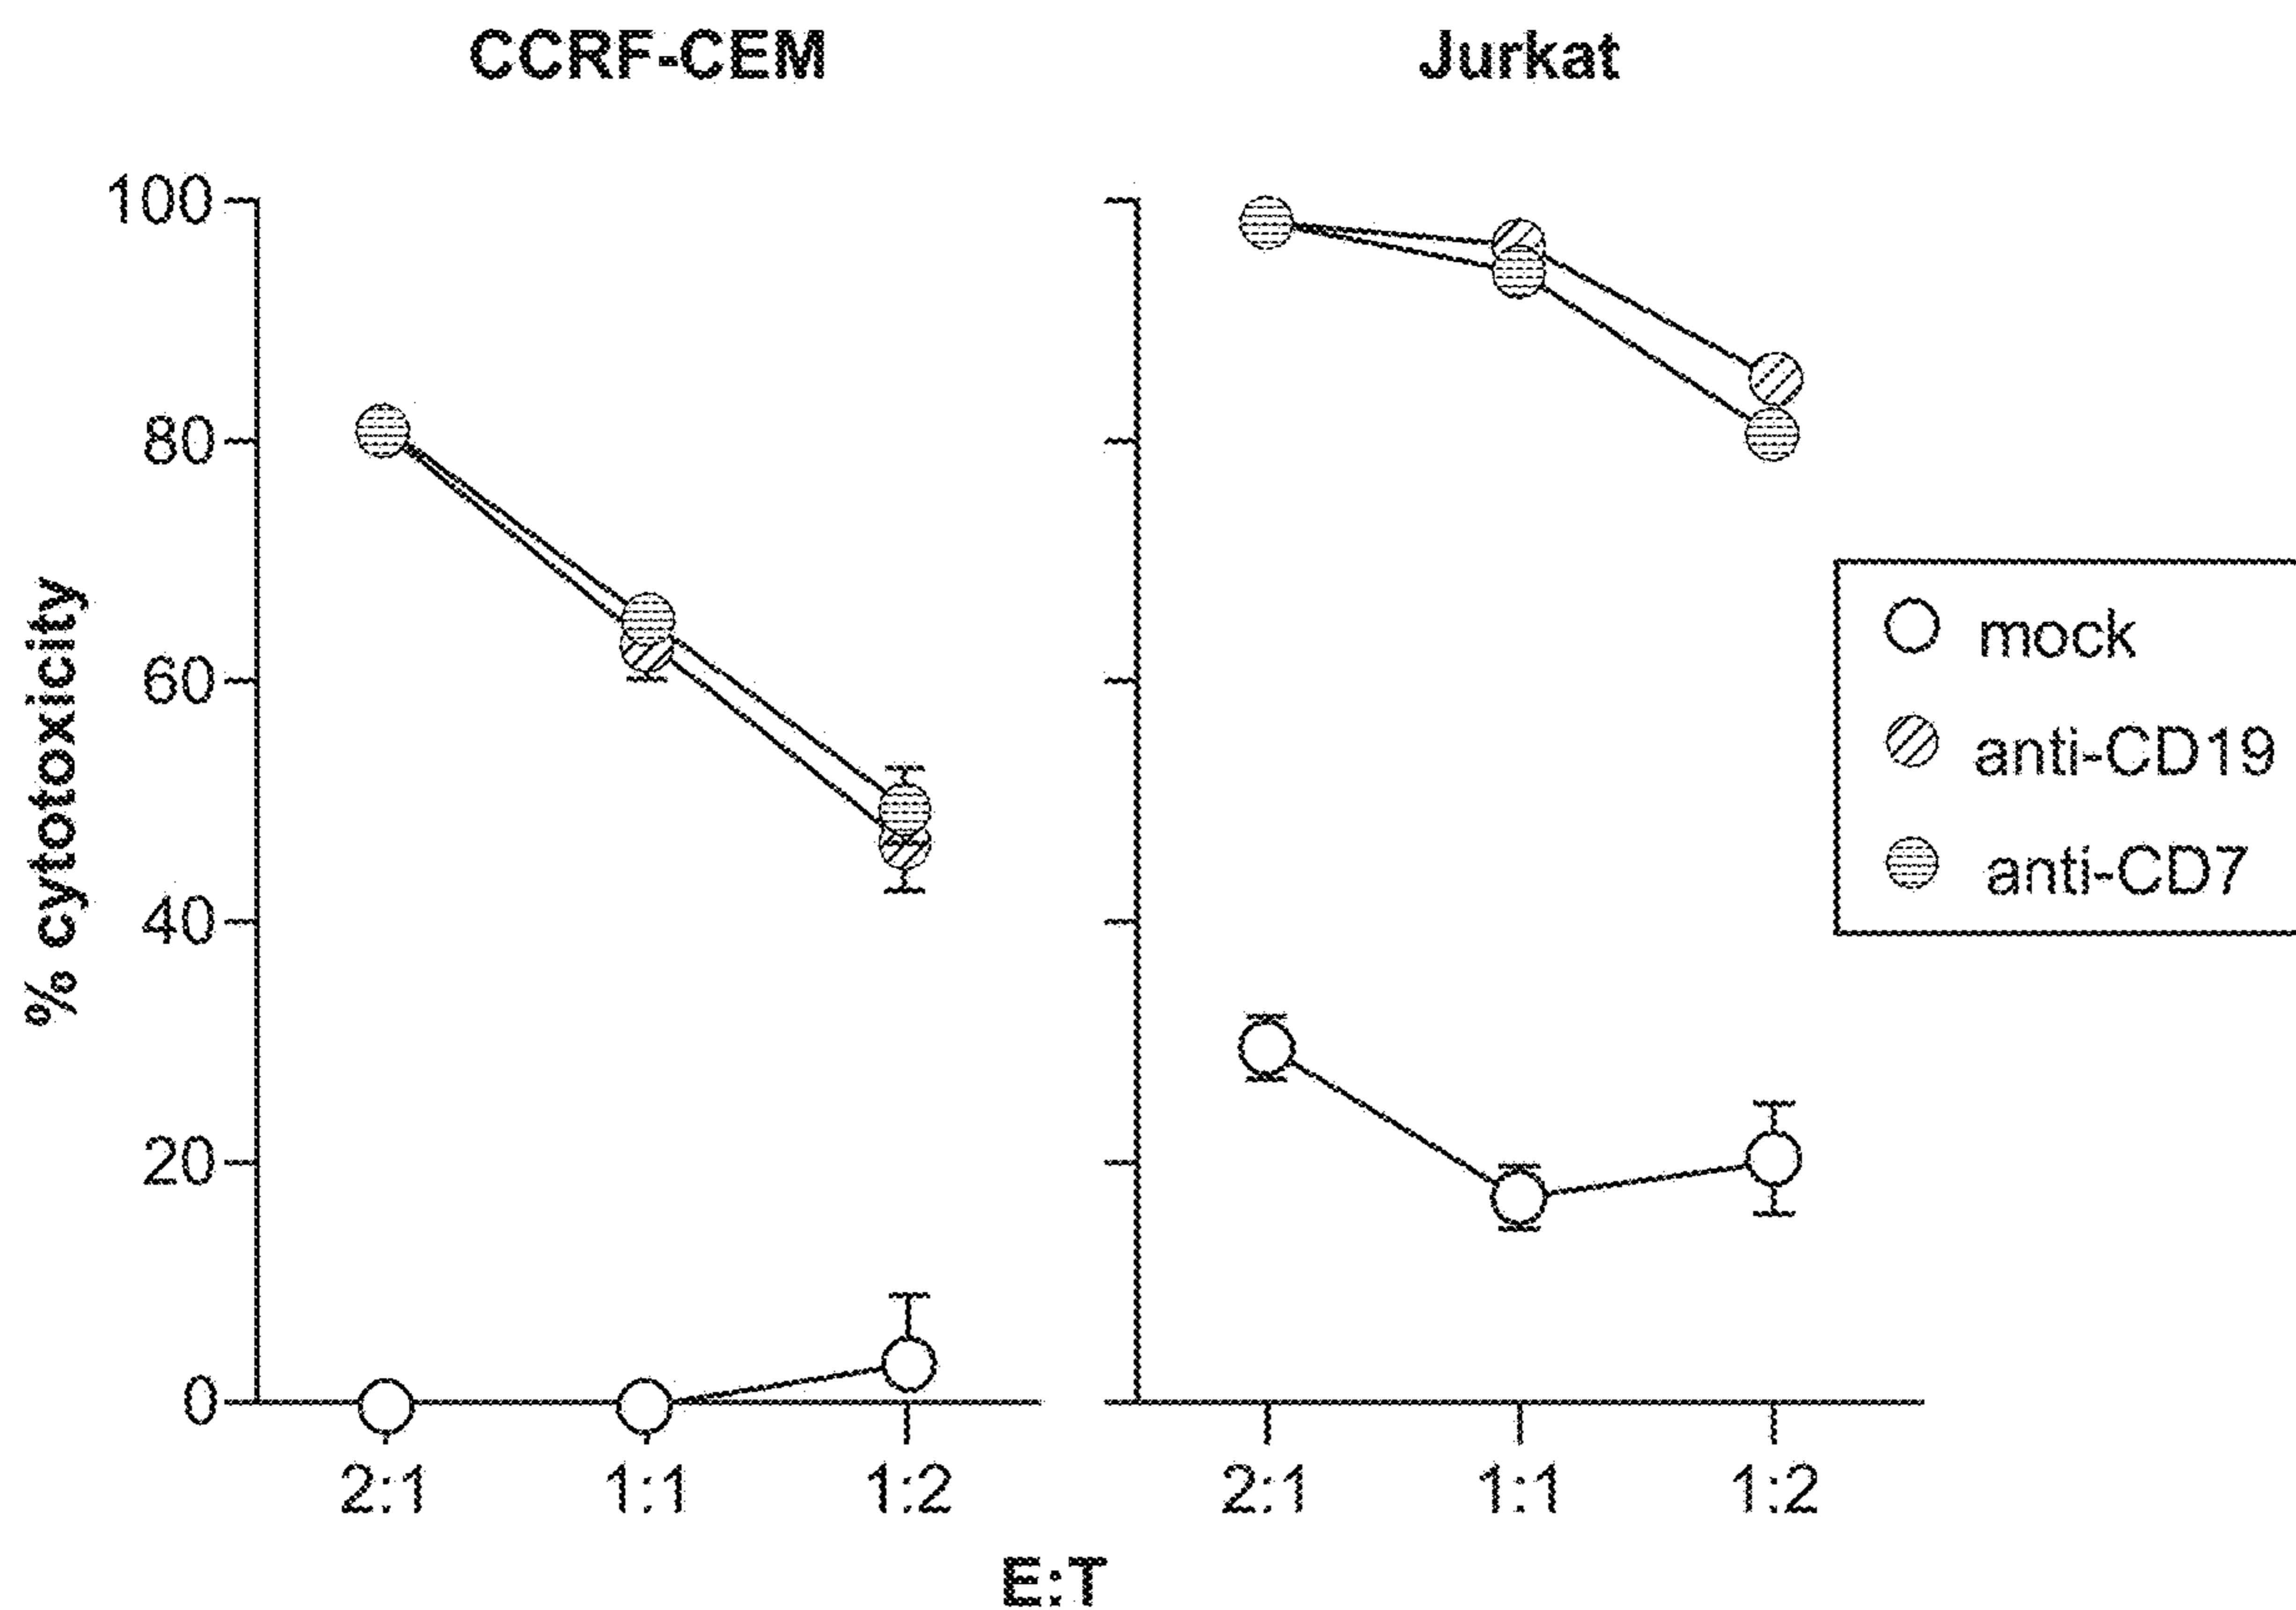 CCRF-CEM
Jurkat
% cytotoxicity
100
80
60
40
20
0
mock
anti-CD19
anti-CD7
2:1 1:1 1:2
2:1 1:1 1:2
E:T